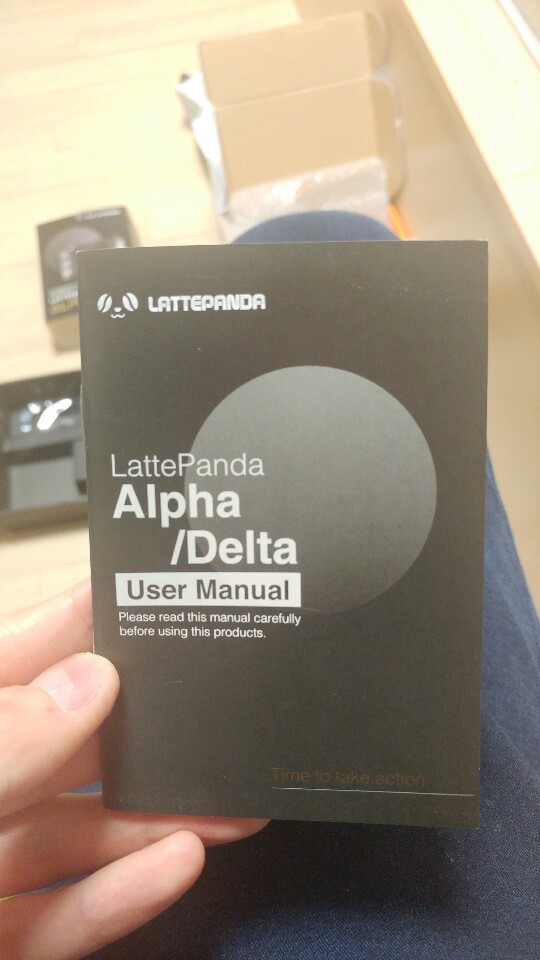 LATTEPANDA
LattePanda
Alpha
/Delta
User Manual
Please read this manual carefully
before using this products.
Time to take action